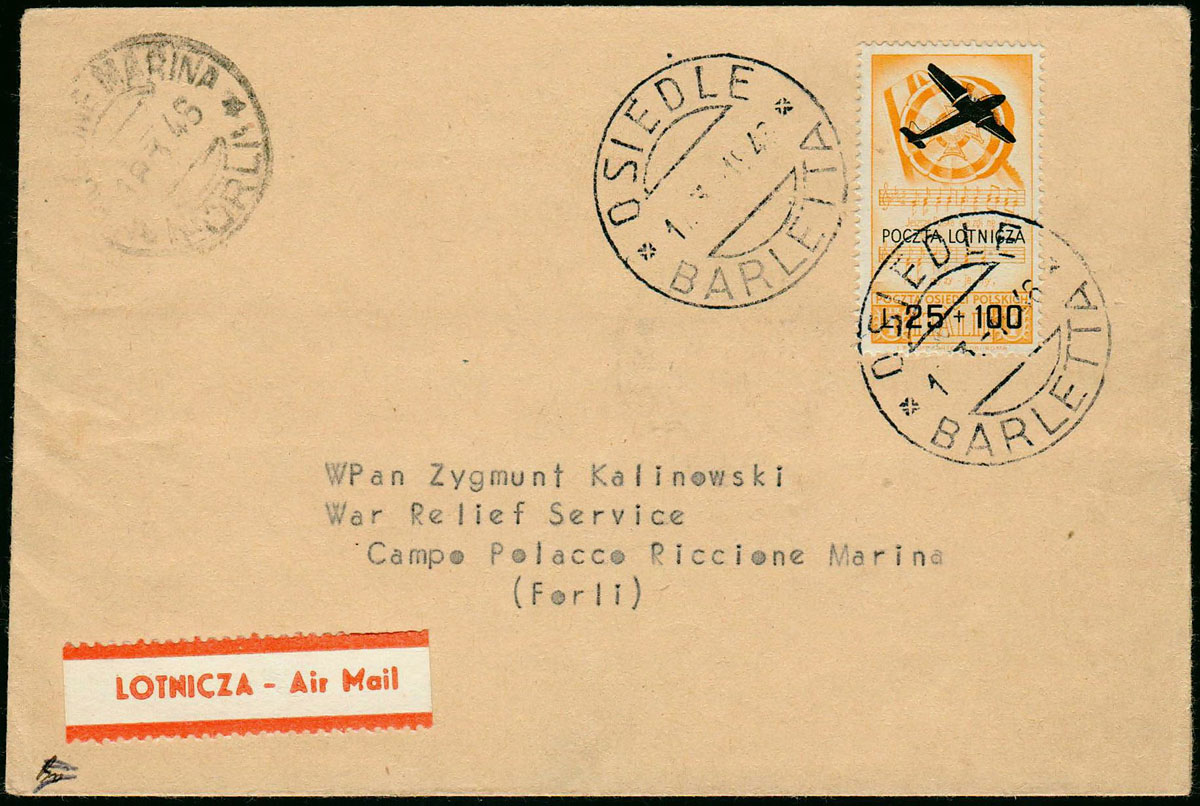 MARINA
FORLI
OSIEDLE
BARLETTA
POCZTA LOTNICZA
POCZTA OSIEDLI POLSKICH
L. 25 + 100
OSIEDLE
BARLETTA
WPan Zygmunt Kalinowski
War Relief Service
Campo Polacco Riccione Marina
(Forli)
LOTNICZA - Air Mail